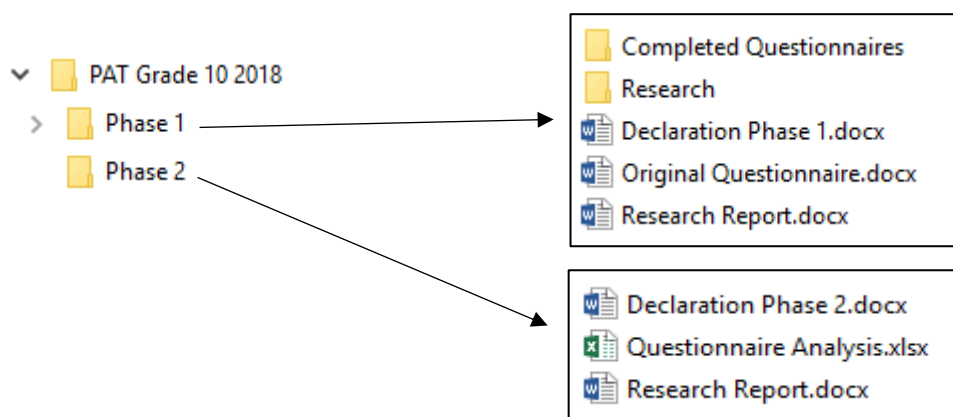 PAT Grade 10 2018
Phase 1
Phase 2
Completed Questionnaires
Research
Declaration Phase 1.docx
Original Questionnaire.docx
Research Report.docx
Declaration Phase 2.docx
Questionnaire Analysis.xlsx
Research Report.docx